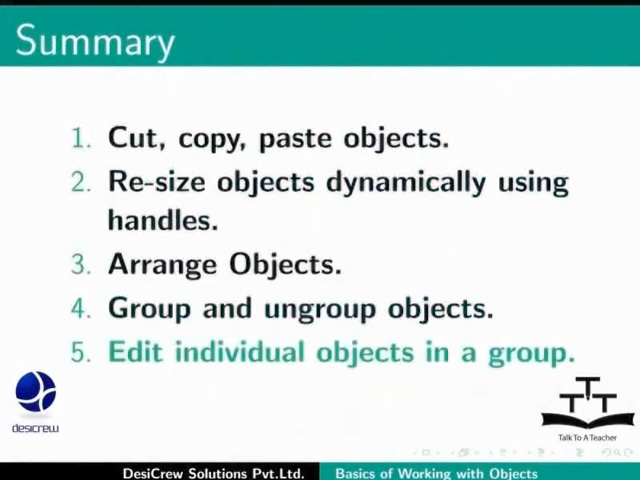 Summary
1. Cut, copy, paste objects.
2. Re-size objects dynamically using
handles.
3. Arrange Objects.
4. Group and ungroup objects.
5. Edit individual objects in a group.
desicrew
TTT
Talk To A Teacher
DesiCrew Solutions Pvt.Ltd. Basics of Working with Objects